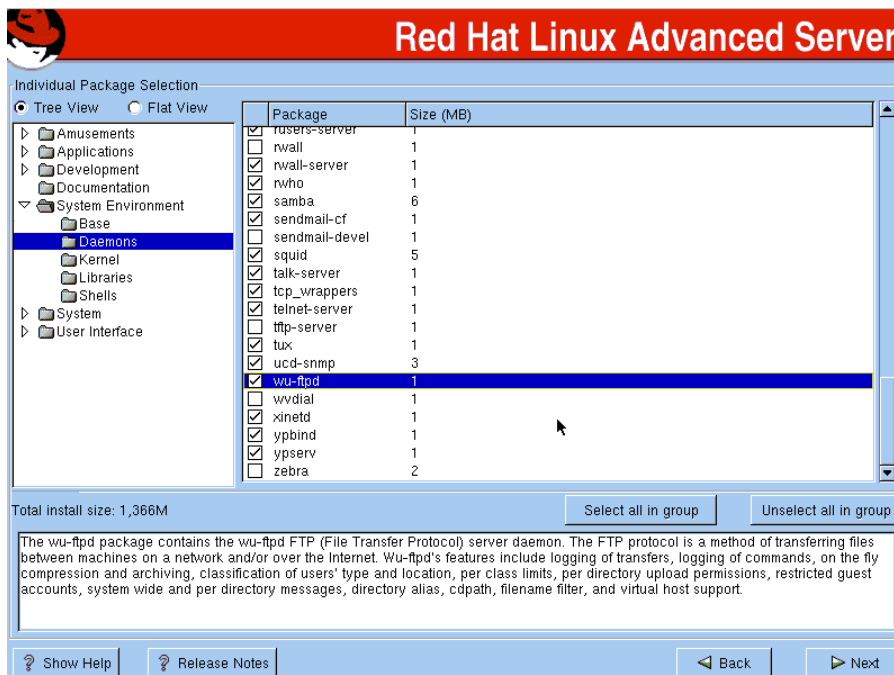 Red Hat Linux Advanced Server
Individual Package Selection
Tree View Flat View
Amusements
Applications
Development
Documentation
System Environment
Base
Daemons
Kernel
Libraries
Shells
System
User Interface
Package Size (MB)
rusers-server 1
rwall 1
rwall-server 1
rwho 1
samba 6
sendmail-cf 1
sendmail-devel 1
squid 5
talk-server 1
tcp_wrappers 1
telnet-server 1
tftp-server 1
tux 1
ucd-snmp 3
wu-ftpd 1
wvdial 1
xinetd 1
ypbind 1
ypserv 1
zebra 2
Total install size: 1,366M
Select all in group Unselect all in group
The wu-ftpd package contains the wu-ftpd FTP (File Transfer Protocol) server daemon. The FTP protocol is a method of transferring files
between machines on a network and/or over the Internet. Wu-ftpd's features include logging of transfers, logging of commands, on the fly
compression and archiving, classification of users' type and location, per class limits, per directory upload permissions, restricted guest
accounts, system wide and per directory messages, directory alias, cdpath, filename filter, and virtual host support.
Show Help Release Notes Back Next